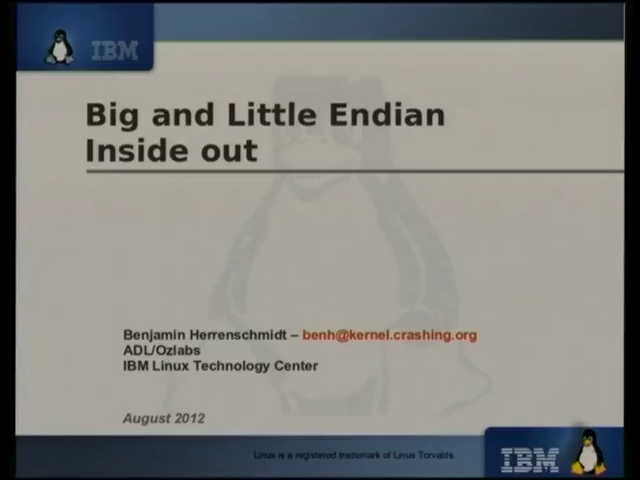 IBM
Big and Little Endian
Inside out
Benjamin Herrenschmidt – benh@kernel.crashing.org
ADL/Ozlabs
IBM Linux Technology Center
August 2012
Linux is a registered trademark of Linus Torvalds.
IBM